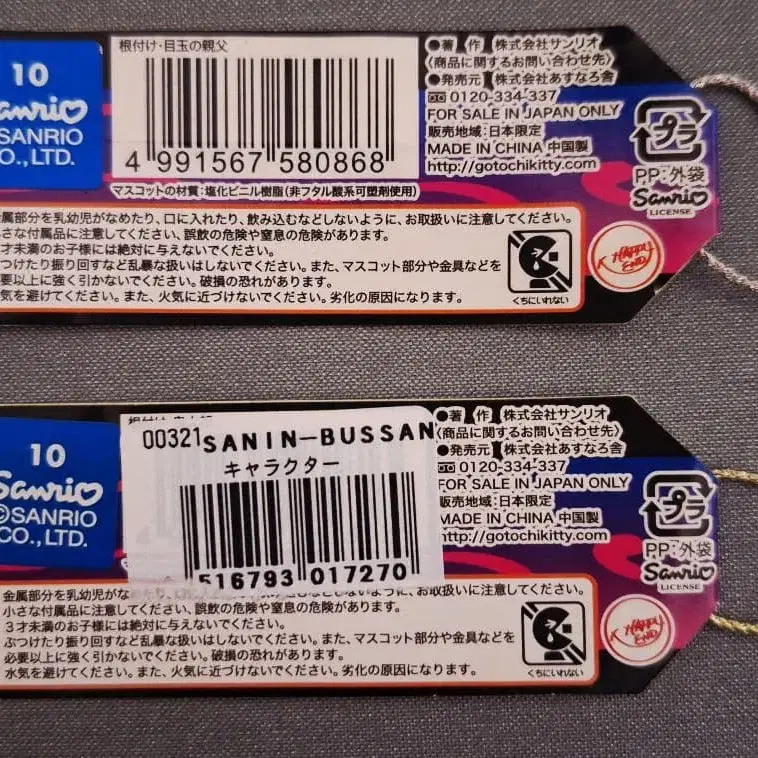 10
Sanrio
©SANRIO
CO.,LTD.
根付け・目玉の親父
4 991567 580868
マスコットの材質:塩化ビニル樹脂(非フタル酸系可塑剤使用)
●著 作 株式会社サンリオ
〈商品に関するお問い合わせ先〉
●発売元 株式会社あすなろ舎
0120-334-337
FOR SALE IN JAPAN ONLY
販売地域:日本限定
MADE IN CHINA 中国製
http://gotochikitty.com
プラ
PP:外袋
Sanrio
LICENSE
金属部分を乳幼児がなめたり、口に入れたり、飲み込むなどしないように、お取扱いに注意してください。
小さな付属品に注意してください、誤飲の危険や窒息の危険があります。
才未満のお子様には絶対に与えないでください。
ぶつけたり振り回すなど乱暴な扱いはしないでください。また、マスコット部分や金具などを
要以上に強く引かないでください。破損の恐れがあります。
気を避けてください。また、火気に近づけないでください。劣化の原因になります。
くちにいれない
HAPPY
END
10
Sanrio
©SANRIO
CO.,LTD.
00321 SANIN-BUSSAN
キャラクター
516793 017270
●著 作 株式会社サンリオ
〈商品に関するお問い合わせ先〉
●発売元 株式会社あすなろ舎
0120-334-337
FOR SALE IN JAPAN ONLY
販売地域:日本限定
MADE IN CHINA 中国製
http://gotochikitty.com
プラ
PP:外袋
Sanrio
LICENSE
金属部分を乳幼児がな
しないように、お取扱いに注意してください。
小さな付属品に注意してください、誤飲の危険や窒息の危険があります。
3才未満のお子様には絶対に与えないでください。
ぶつけたり振り回すなど乱暴な扱いはしないでください。また、マスコット部分や金具などを
必要以上に強く引かないでください。破損の恐れがあります。
水気を避けてください。また、火気に近づけないでください。劣化の原因になります。
くちにいれない
HAPPY
END